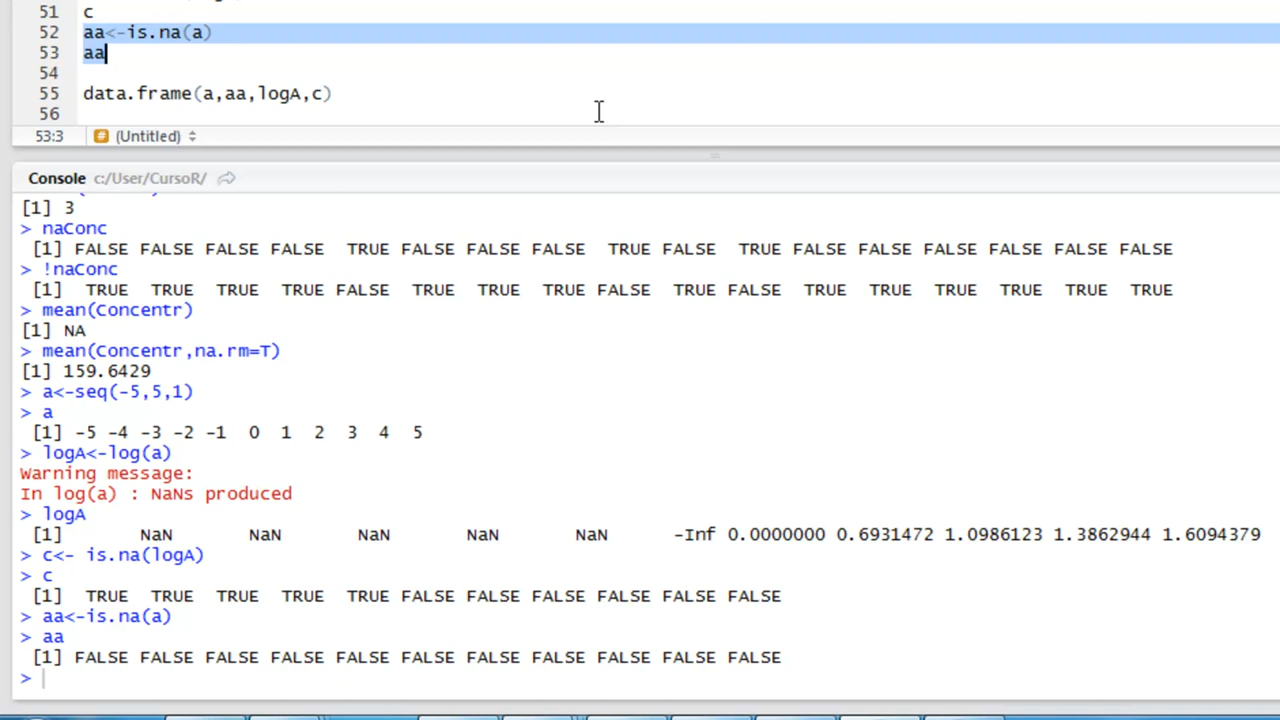 51 c
52 aa<-is.na(a)
53 aa
54
55 data.frame(a,aa,logA,c)
56
53:3 # (Untitled)
Console c:/User/CursoR/
[1] 3
> naConc
[1] FALSE FALSE FALSE FALSE TRUE FALSE FALSE FALSE TRUE FALSE TRUE FALSE FALSE FALSE FALSE FALSE FALSE
> !naConc
[1] TRUE TRUE TRUE TRUE FALSE TRUE TRUE TRUE FALSE TRUE FALSE TRUE TRUE TRUE TRUE TRUE TRUE
> mean(Concentr)
[1] NA
> mean(Concentr,na.rm=T)
[1] 159.6429
> a<-seq(-5,5,1)
> a
[1] -5 -4 -3 -2 -1 0 1 2 3 4 5
> logA<-log(a)
Warning message:
In log(a) : NaNs produced
> logA
[1] NaN NaN NaN NaN NaN -Inf 0.0000000 0.6931472 1.0986123 1.3862944 1.6094379
> c<- is.na(logA)
> c
[1] TRUE TRUE TRUE TRUE TRUE FALSE FALSE FALSE FALSE FALSE FALSE
> aa<-is.na(a)
> aa
[1] FALSE FALSE FALSE FALSE FALSE FALSE FALSE FALSE FALSE FALSE FALSE
>